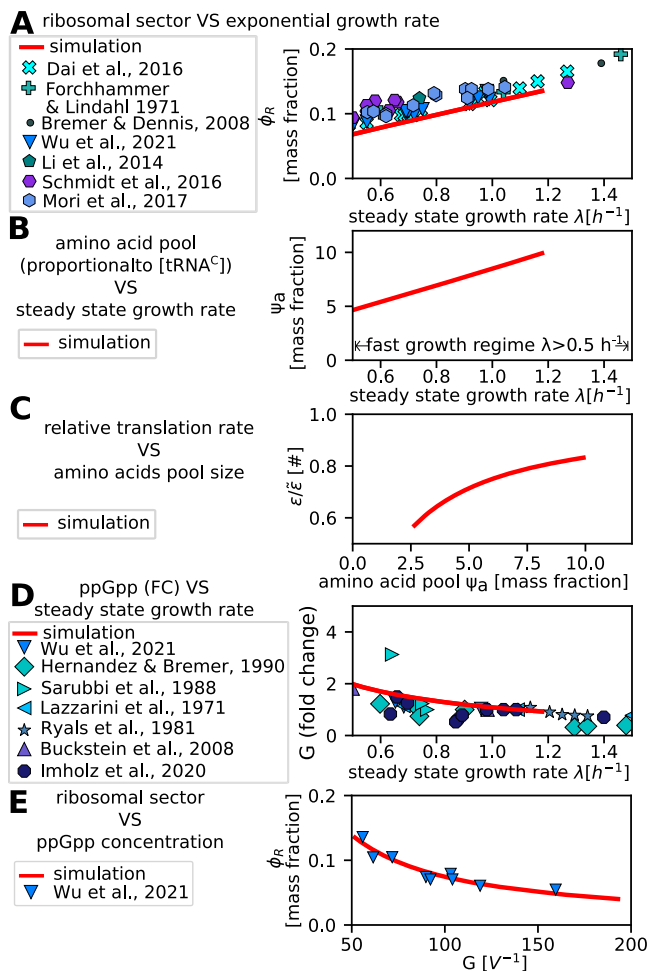 A ribosomal sector VS exponential growth rate
simulation
Dai et al., 2016
Forchhammer
& Lindahl 1971
Bremer & Dennis, 2008
Wu et al., 2021
Li et al., 2014
Schmidt et al., 2016
Mori et al., 2017
ϕR
[mass fraction]
0.2
0.1
0.0
0.6 0.8 1.0 1.2 1.4
steady state growth rate λ[h⁻¹]
B
amino acid pool
(proportionalto [tRNAᶜ])
VS
steady state growth rate
simulation
ψa
[mass fraction]
10
5
0
fast growth regime λ>0.5 h⁻¹
0.6 0.8 1.0 1.2 1.4
steady state growth rate λ[h⁻¹]
C
relative translation rate
VS
amino acids pool size
simulation
ε/ε̃ [#]
1.0
0.8
0.6
0.0 2.5 5.0 7.5 10.0
amino acid pool ψa [mass fraction]
D
ppGpp (FC) VS
steady state growth rate
simulation
Wu et al., 2021
Hernandez & Bremer, 1990
Sarubbi et al., 1988
Lazzarini et al., 1971
Ryals et al., 1981
Buckstein et al., 2008
Imholz et al., 2020
G (fold change)
4
2
0
0.6 0.8 1.0 1.2 1.4
steady state growth rate λ[h⁻¹]
E
ribosomal sector
VS
ppGpp concentration
simulation
Wu et al., 2021
ϕR
[mass fraction]
0.2
0.1
0.0
50 100 150 200
G [V⁻¹]